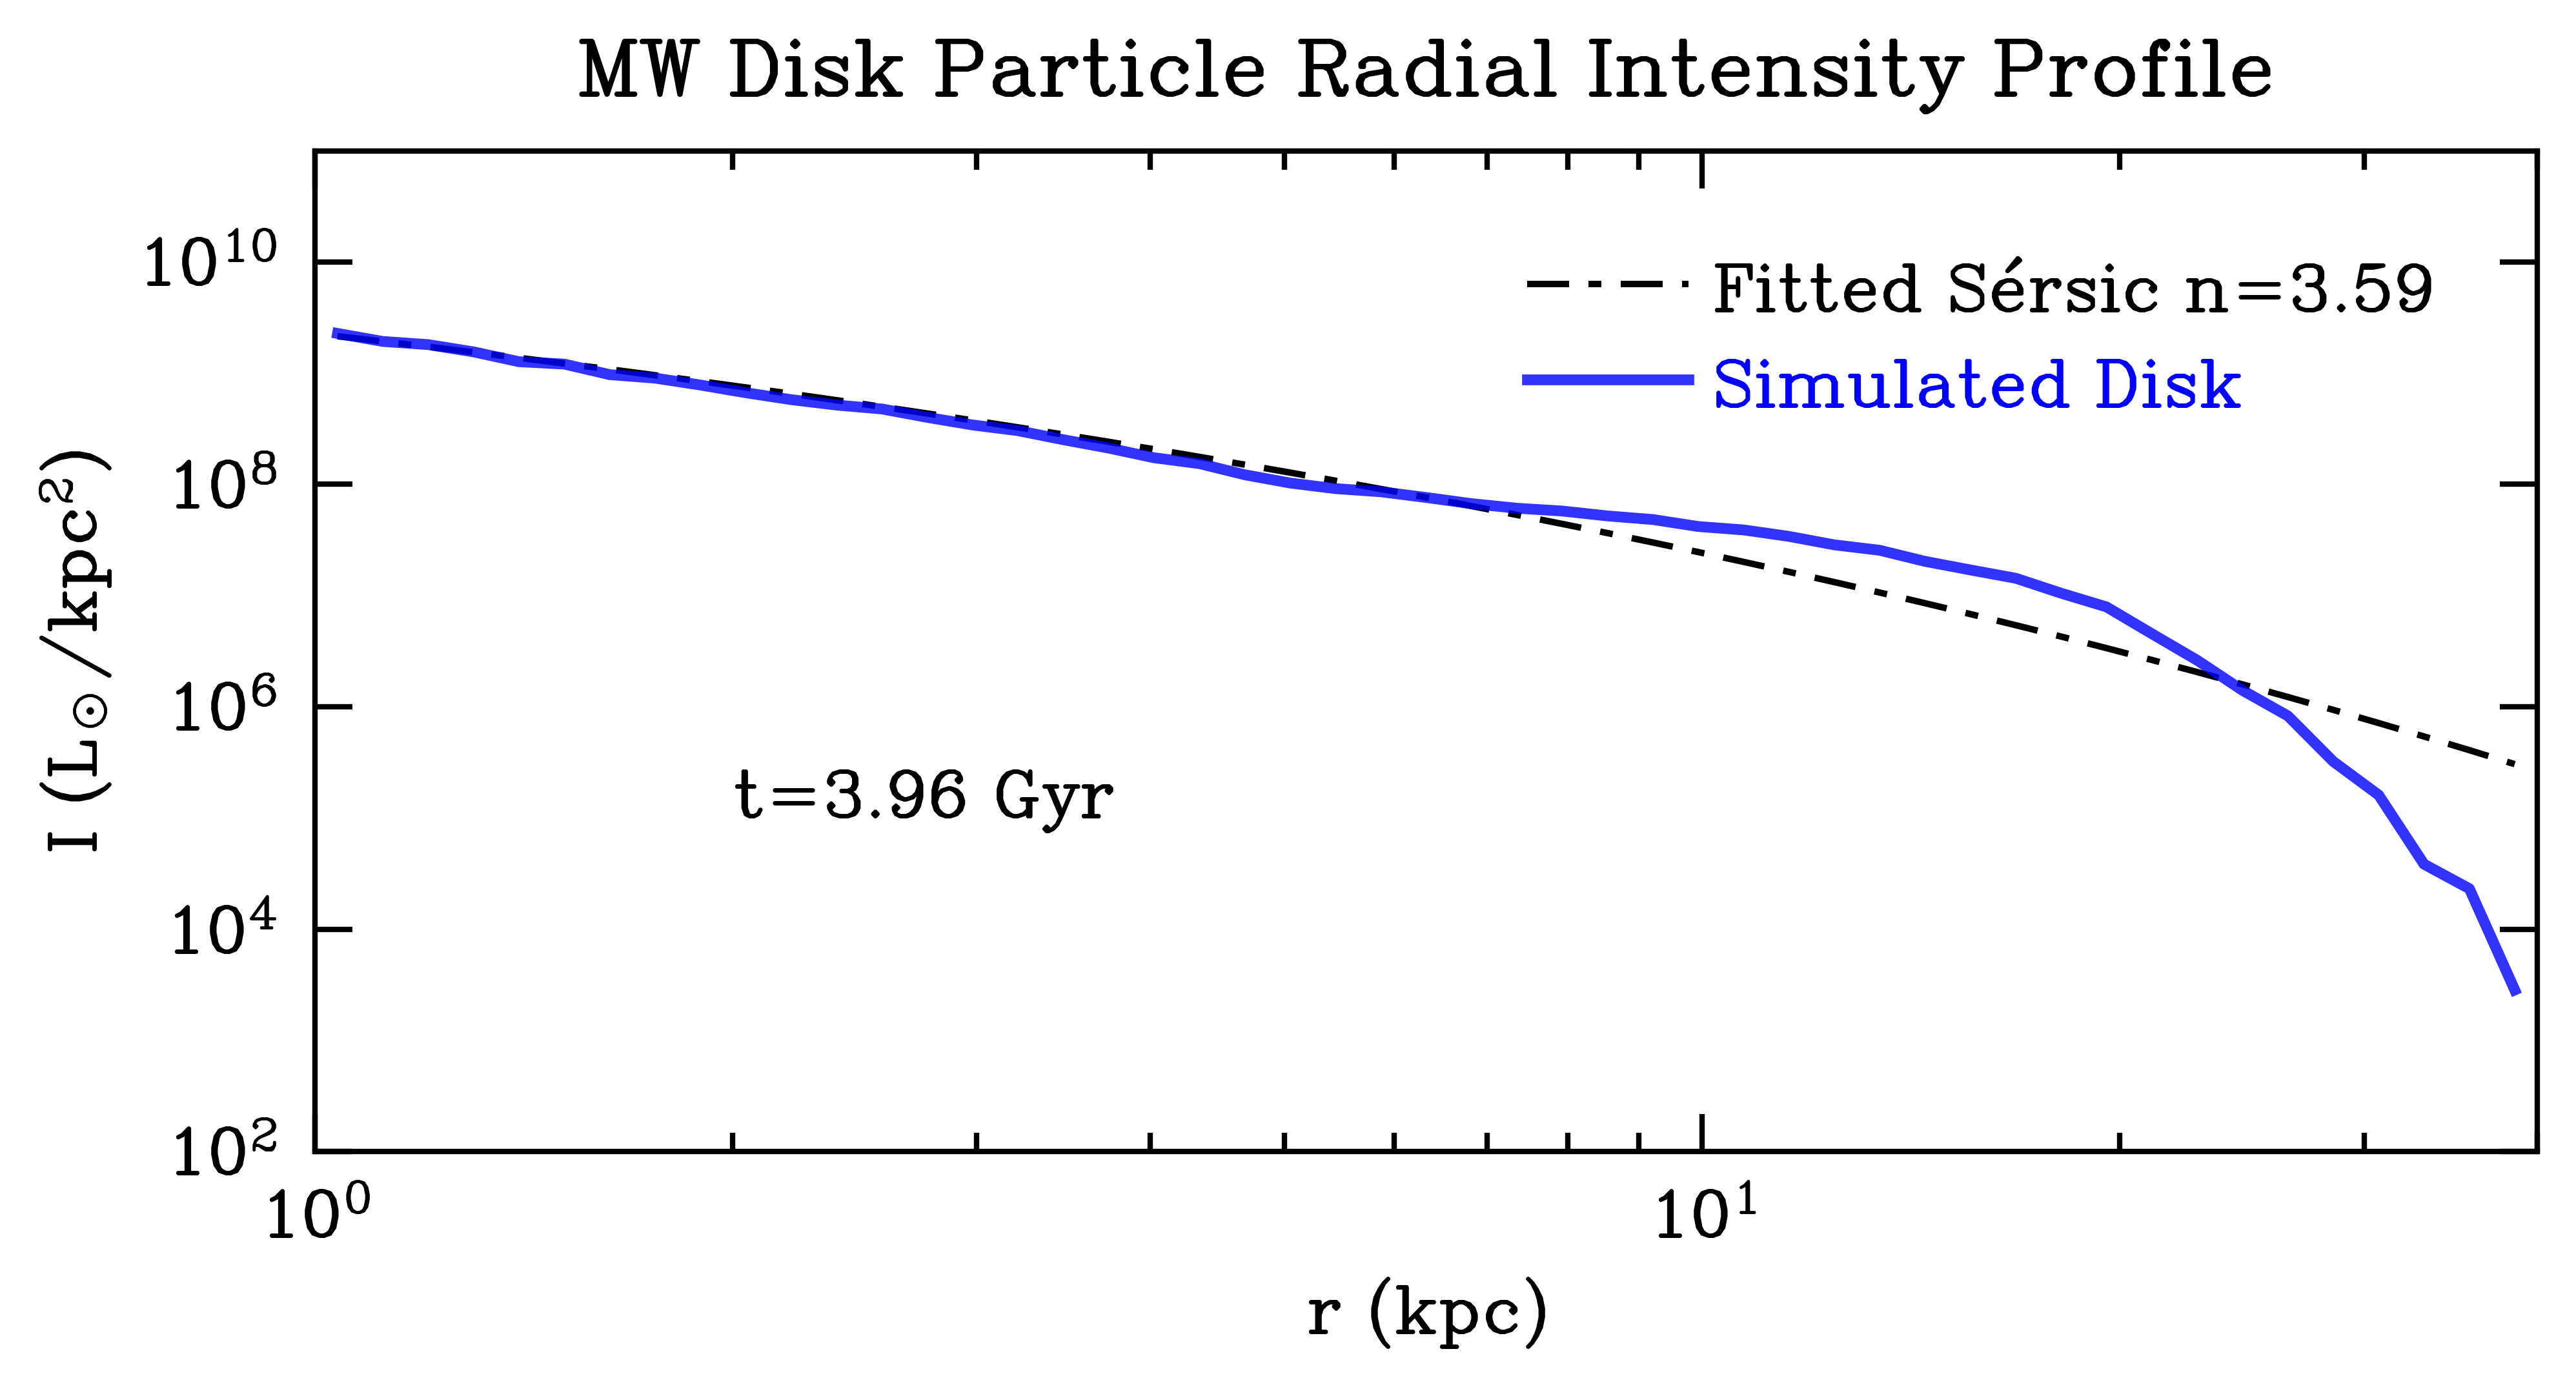 MW Disk Particle Radial Intensity Profile
10¹⁰
10⁸
10⁶
10⁴
10²
I (L☉/kpc²)
Fitted Sérsic n=3.59
Simulated Disk
t=3.96 Gyr
10⁰
10¹
r (kpc)